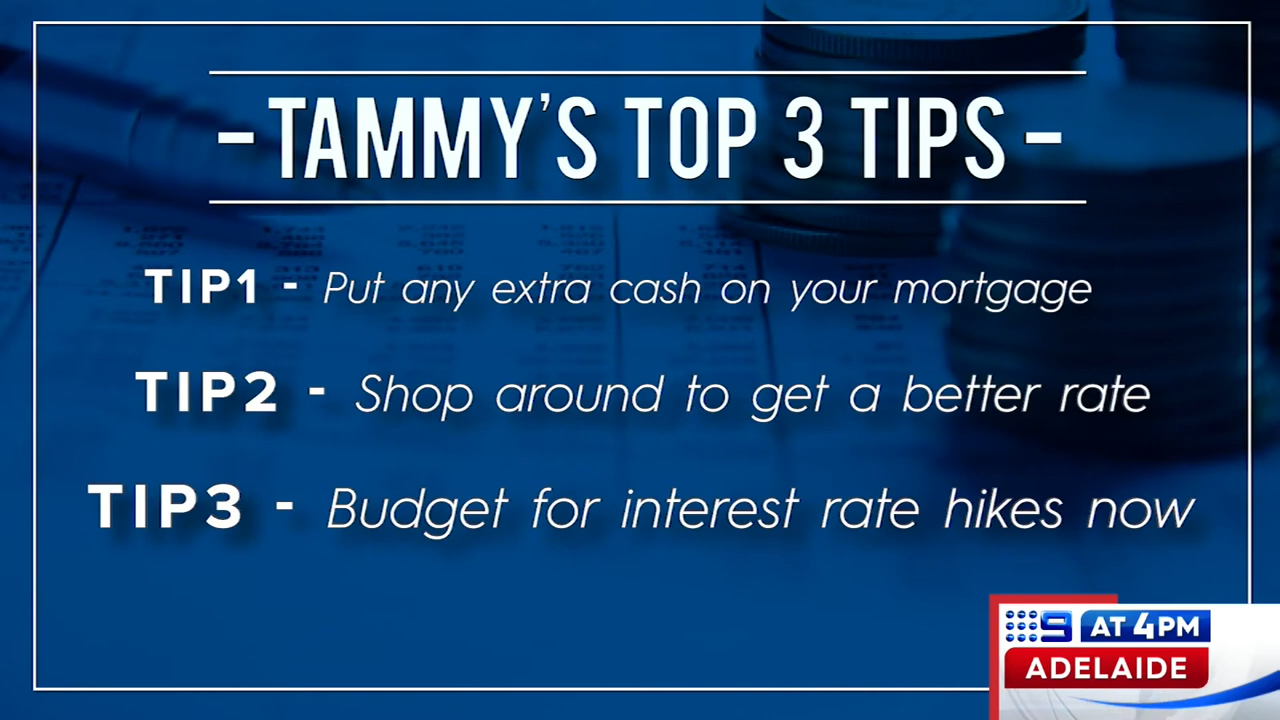 - TAMMY'S TOP 3 TIPS -
TIP1 - Put any extra cash on your mortgage
TIP2 - Shop around to get a better rate
TIP3 - Budget for interest rate hikes now
9 AT 4PM
ADELAIDE